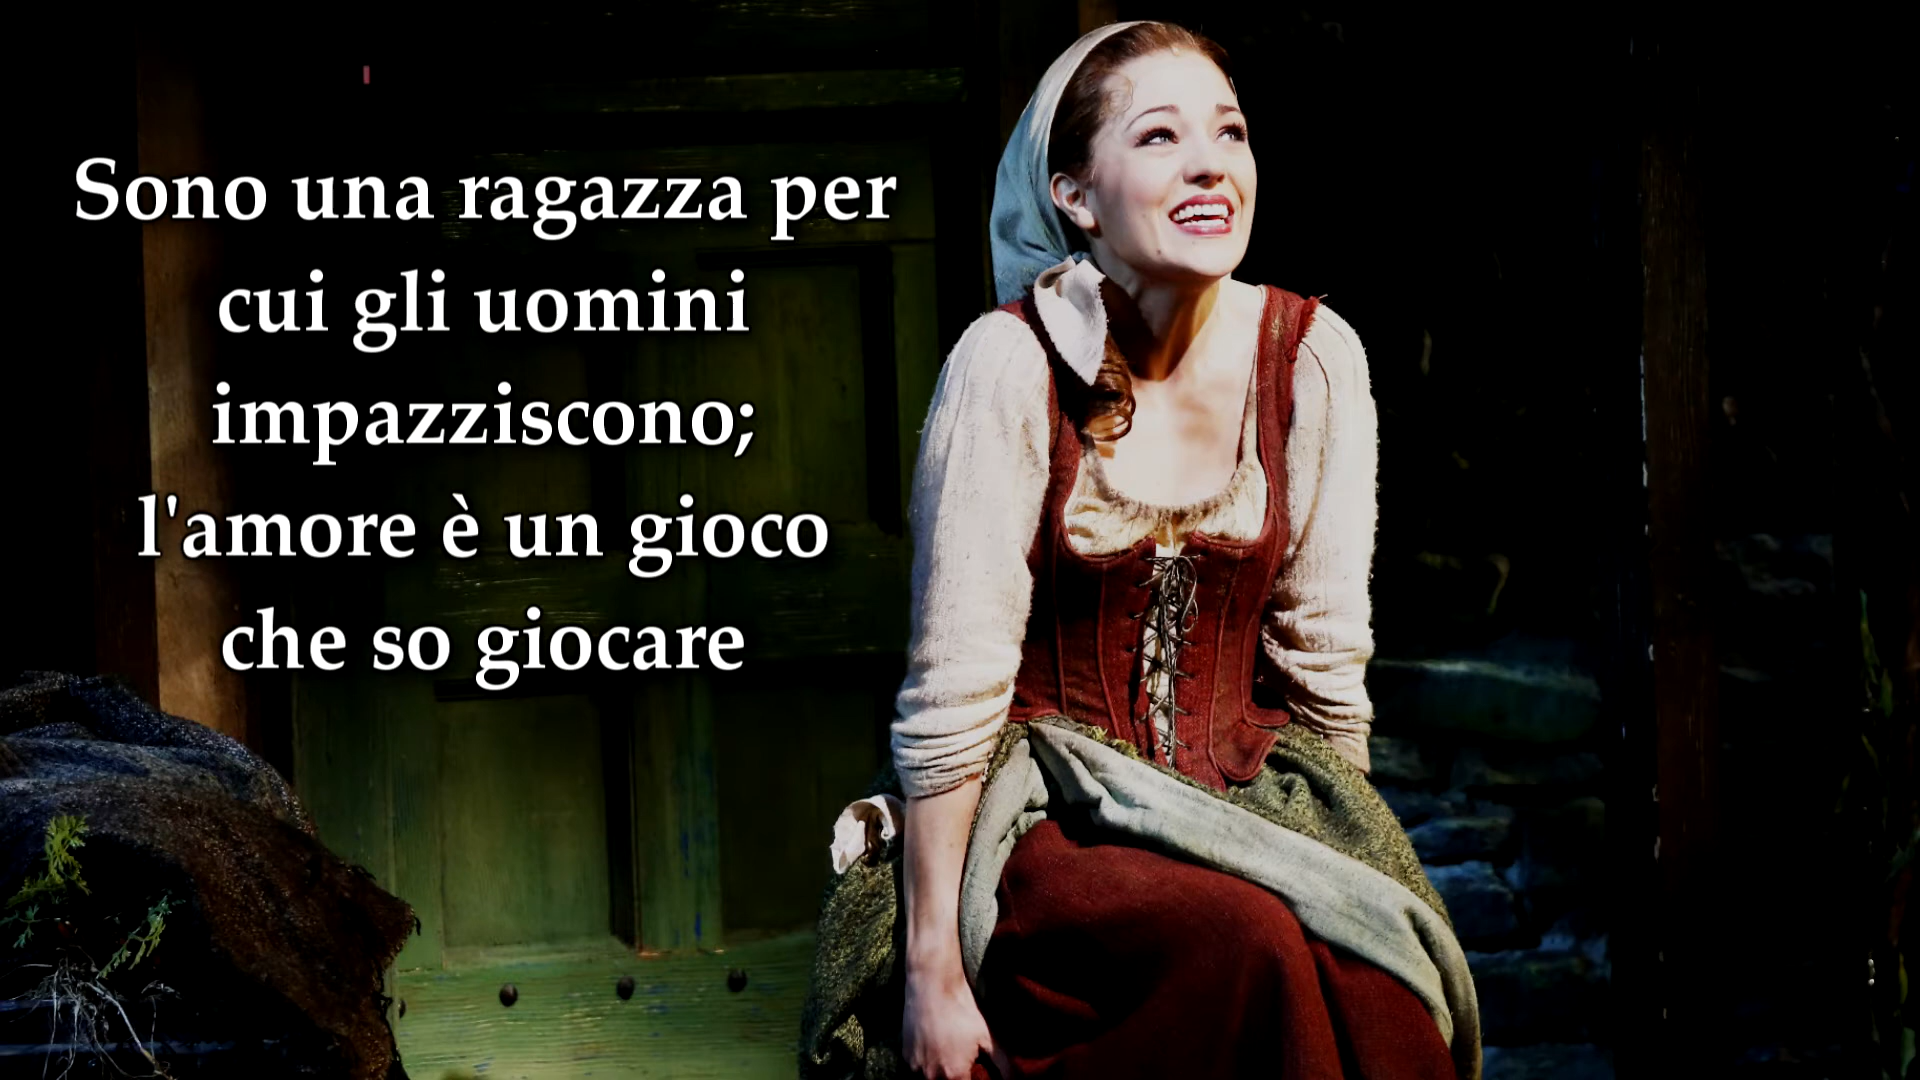 Sono una ragazza per
cui gli uomini
impazziscono;
l'amore è un gioco
che so giocare